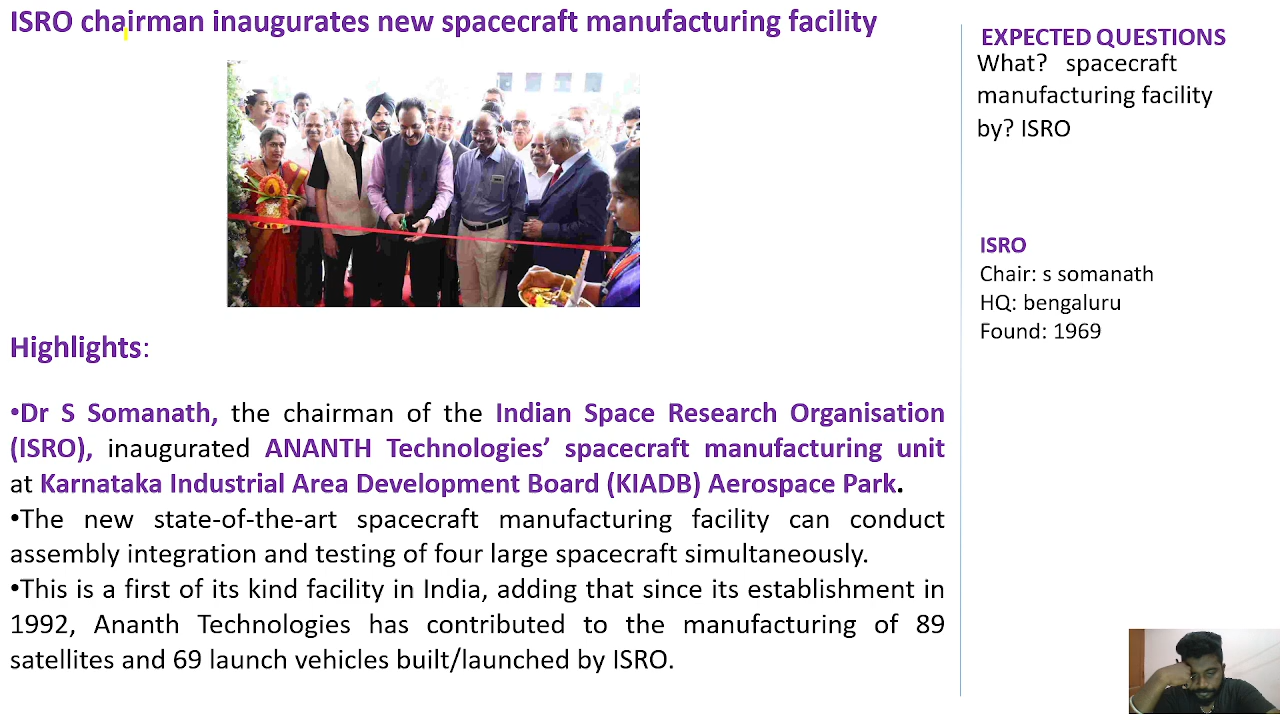 ISRO chairman inaugurates new spacecraft manufacturing facility
Highlights:
•Dr S Somanath, the chairman of the Indian Space Research Organisation
(ISRO), inaugurated ANANTH Technologies’ spacecraft manufacturing unit
at Karnataka Industrial Area Development Board (KIADB) Aerospace Park.
•The new state-of-the-art spacecraft manufacturing facility can conduct
assembly integration and testing of four large spacecraft simultaneously.
•This is a first of its kind facility in India, adding that since its establishment in
1992, Ananth Technologies has contributed to the manufacturing of 89
satellites and 69 launch vehicles built/launched by ISRO.
EXPECTED QUESTIONS
What? spacecraft
manufacturing facility
by? ISRO
ISRO
Chair: s somanath
HQ: bengaluru
Found: 1969